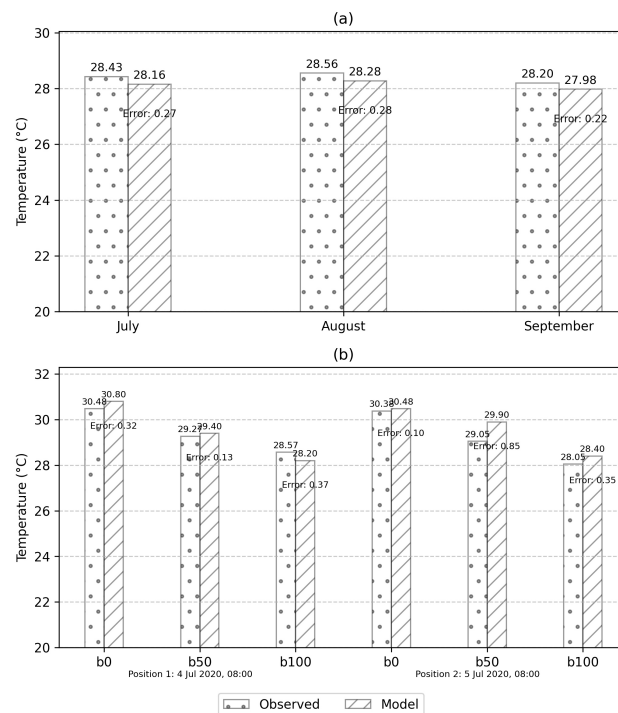 (a)
Temperature (°C)
30
28
26
24
22
20
28.43 28.16
Error: 0.27
28.56 28.28
Error: 0.28
28.20 27.98
Error: 0.22
July August September
(b)
Temperature (°C)
32
30
28
26
24
22
20
30.48 30.80
Error: 0.32
29.27 29.40
Error: 0.13
28.57 28.20
Error: 0.37
30.38 30.48
Error: 0.10
29.05 29.90
Error: 0.85
28.05 28.40
Error: 0.35
b0 b50 b100 b0 b50 b100
Position 1: 4 Jul 2020, 08:00 Position 2: 5 Jul 2020, 08:00
Observed Model